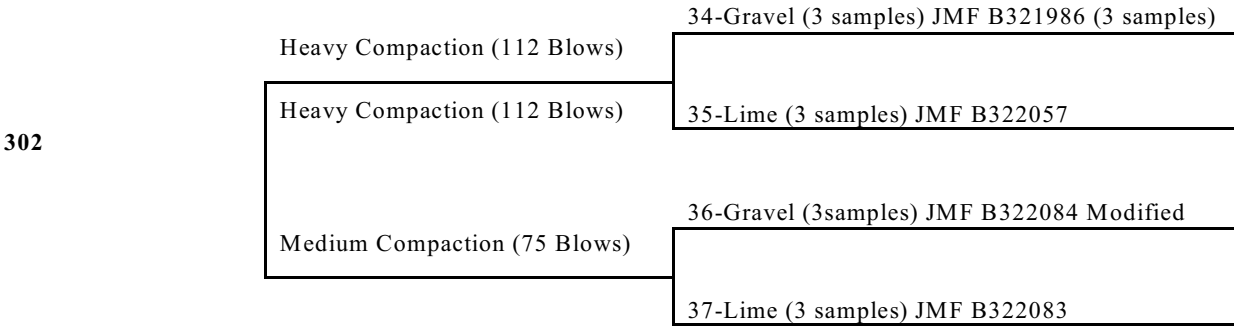 34-Gravel (3 samples) JMF B321986 (3 samples)
Heavy Compaction (112 Blows)
Heavy Compaction (112 Blows)
35-Lime (3 samples) JMF B322057
302
36-Gravel (3samples) JMF B322084 Modified
Medium Compaction (75 Blows)
37-Lime (3 samples) JMF B322083